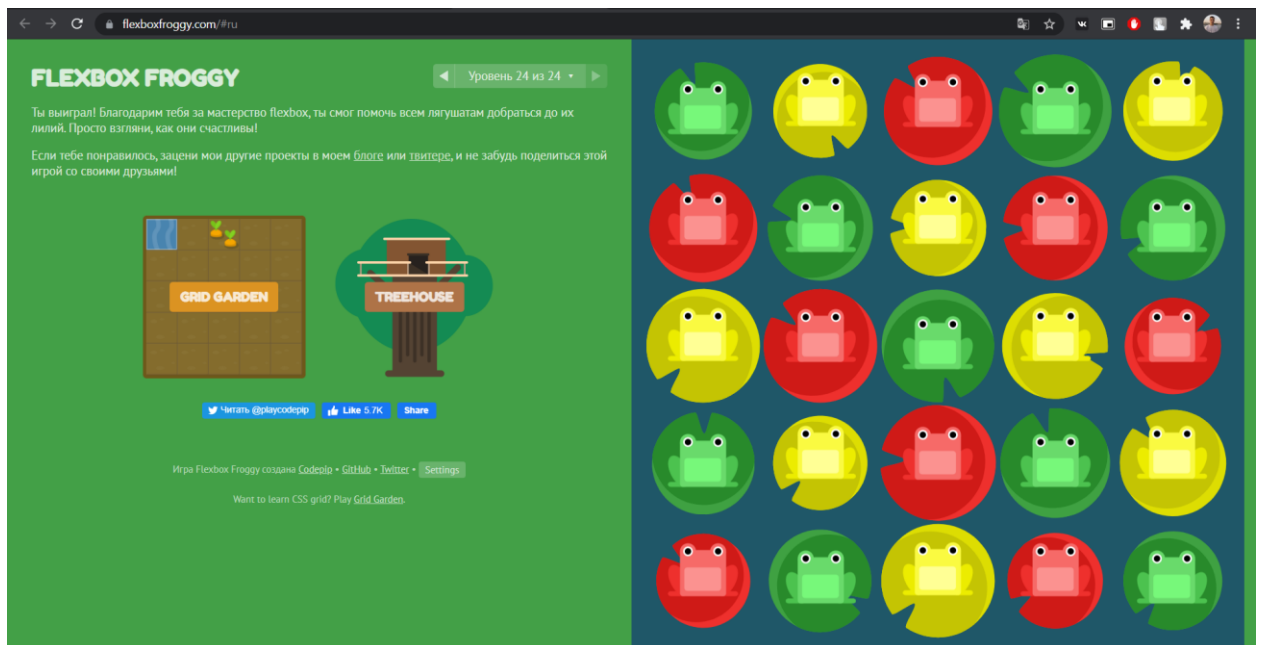 flexboxfroggy.com/#ru
FLEXBOX FROGGY
Уровень 24 из 24
Ты выиграл! Благодарим тебя за мастерство flexbox, ты смог помочь всем лягушатам добраться до их
лилий. Просто взгляни, как они счастливы!
Если тебе понравилось, зацени мои другие проекты в моем блоге или твитере, и не забудь поделиться этой
игрой со своими друзьями!
GRID GARDEN
TREEHOUSE
Читать @playcodepip
Like 5.7K
Share
Игра Flexbox Froggy создана Codepip • GitHub • Twitter • Settings
Want to learn CSS grid? Play Grid Garden.